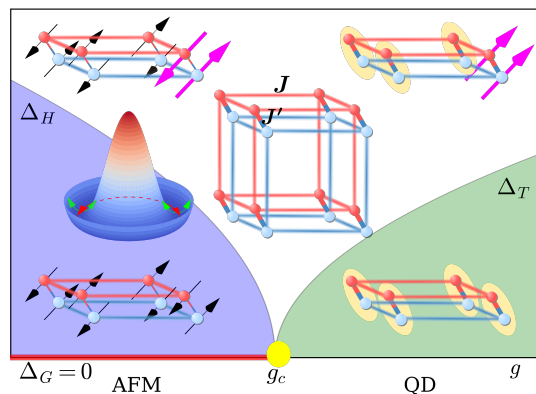 J
J′
Δ_H
Δ_T
Δ_G = 0
g_c
g
AFM
QD